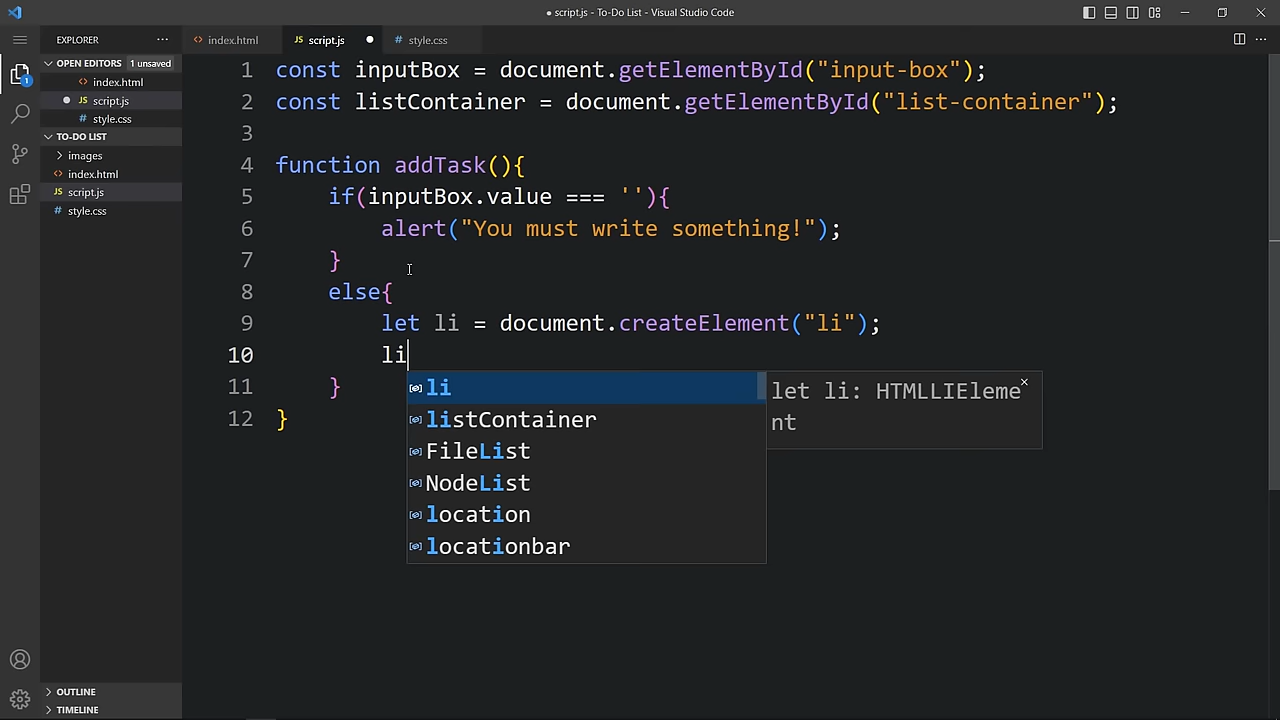 ● script.js - To-Do List - Visual Studio Code
EXPLORER ...
OPEN EDITORS 1 unsaved
<> index.html
● JS script.js
# style.css
TO-DO LIST
images
<> index.html
JS script.js
# style.css
OUTLINE
TIMELINE
1
<> index.html JS script.js ● # style.css
1 const inputBox = document.getElementById("input-box");
2 const listContainer = document.getElementById("list-container");
3
4 function addTask(){
5 if(inputBox.value === ''){
6 alert("You must write something!");
7 }
8 else{
9 let li = document.createElement("li");
10 li
11 }
12 }
li
listContainer
FileList
NodeList
location
locationbar
let li: HTMLLIEleme
nt